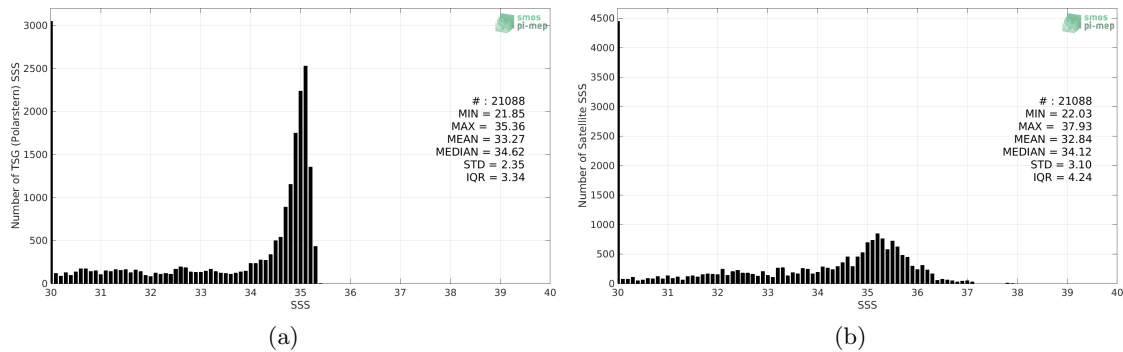 smos
pi-mep
Number of TSG (Polarstern) SSS
3000
2500
2000
1500
1000
500
0
# : 21088
MIN = 21.85
MAX = 35.36
MEAN = 33.27
MEDIAN = 34.62
STD = 2.35
IQR = 3.34
30 31 32 33 34 35 36 37 38 39 40
SSS
(a)
smos
pi-mep
Number of Satellite SSS
4500
4000
3500
3000
2500
2000
1500
1000
500
0
# : 21088
MIN = 22.03
MAX = 37.93
MEAN = 32.84
MEDIAN = 34.12
STD = 3.10
IQR = 4.24
30 31 32 33 34 35 36 37 38 39 40
SSS
(b)